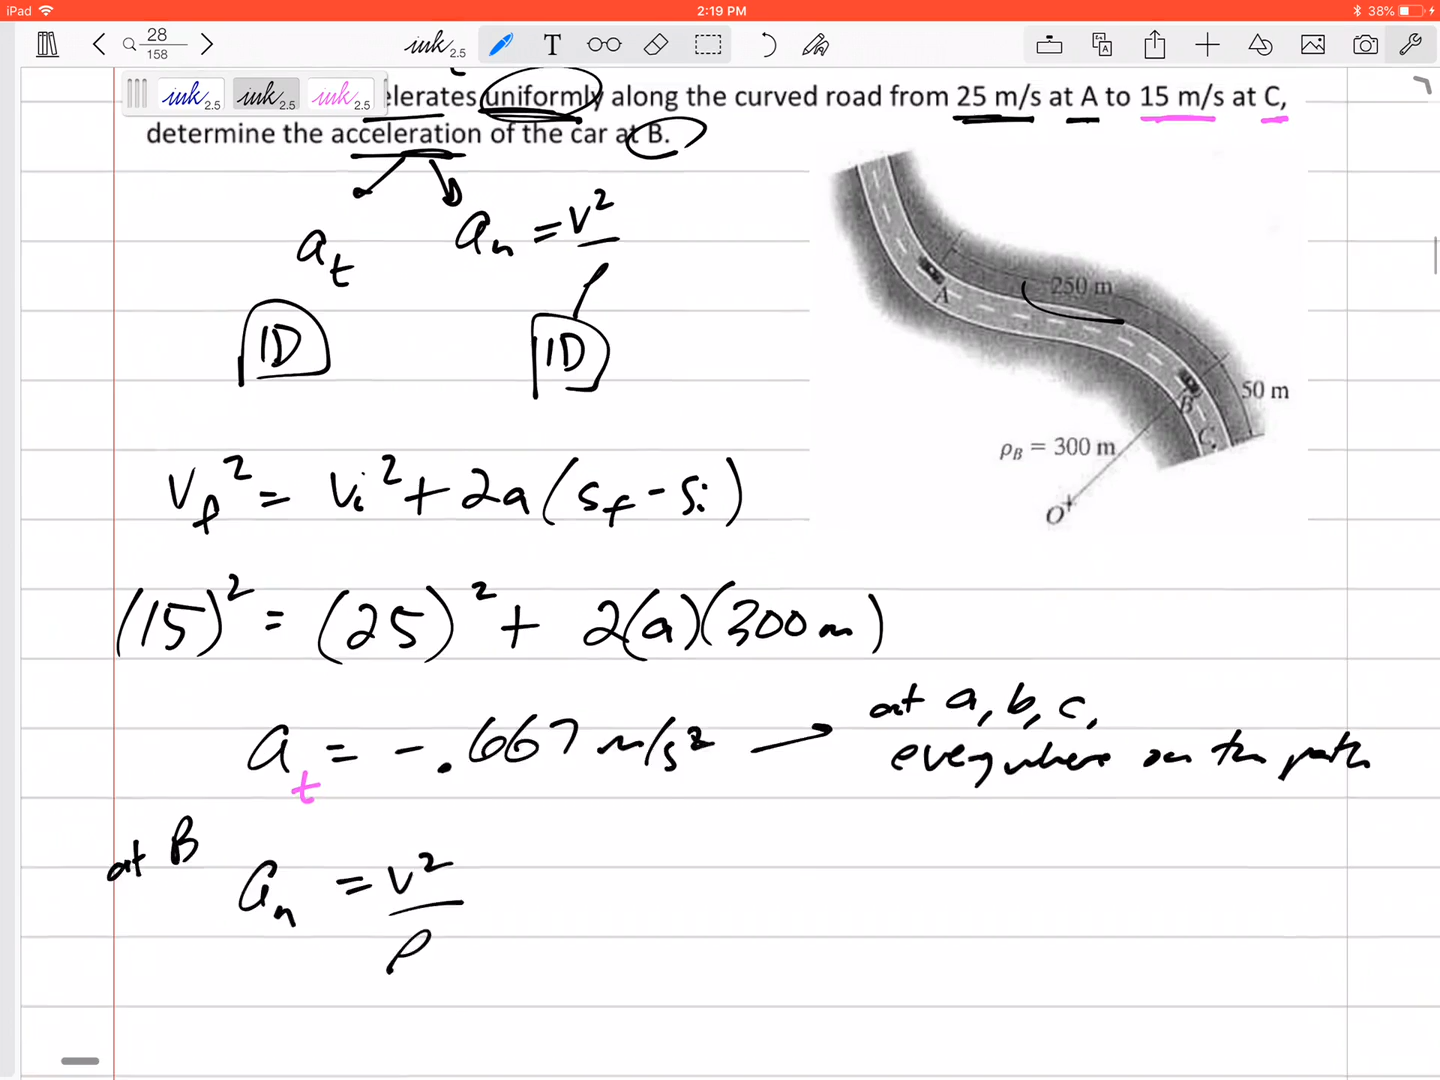 iPad
2:19 PM
38%
28
158
ink 2.5
T
ink 2.5 ink 2.5 ink 2.5
elerates uniformly along the curved road from 25 m/s at A to 15 m/s at C,
determine the acceleration of the car at B.
a_t
a_n = v²/ρ
1D
1D
A
250 m
B
50 m
C
ρB = 300 m
O
v_f² = v_i² + 2a(s_f - s_i)
(15)² = (25)² + 2(a)(300 m)
a_t = -.667 m/s² → at a, b, c,
everywhere on the path
at B
a_n = v²/ρ